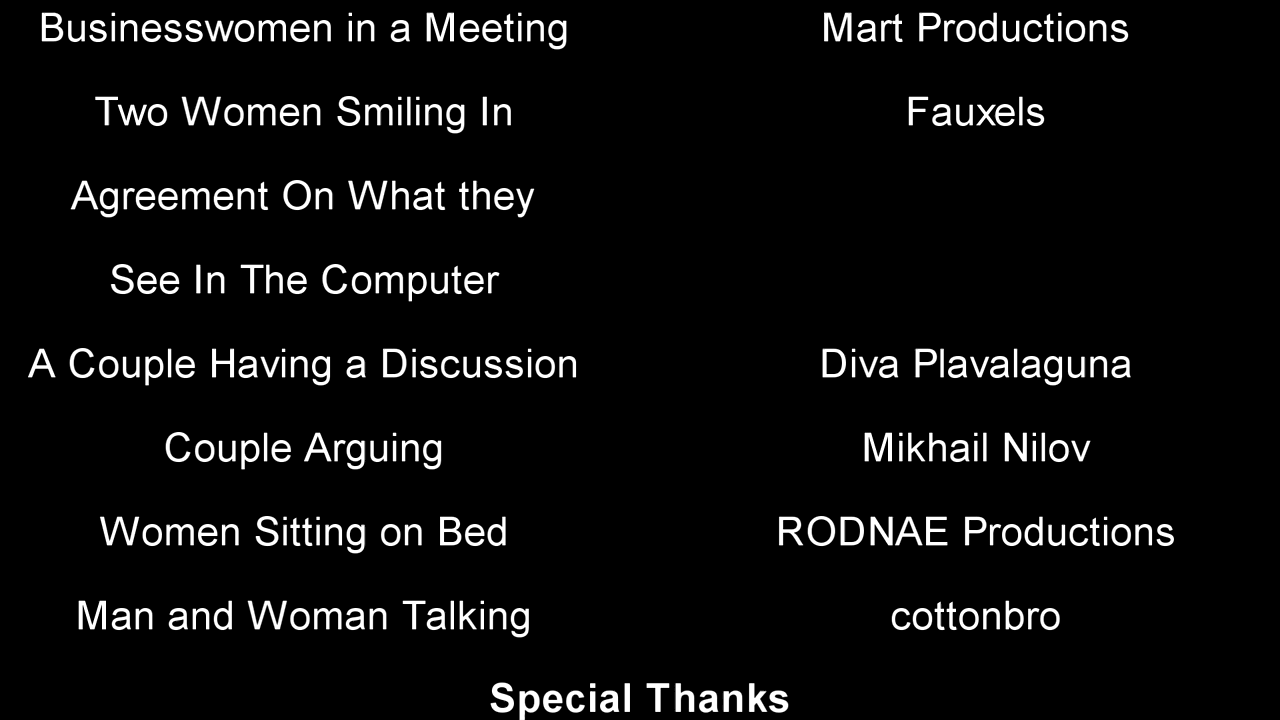 Businesswomen in a Meeting Mart Productions
Two Women Smiling In Fauxels
Agreement On What they
See In The Computer
A Couple Having a Discussion Diva Plavalaguna
Couple Arguing Mikhail Nilov
Women Sitting on Bed RODNAE Productions
Man and Woman Talking cottonbro
Special Thanks